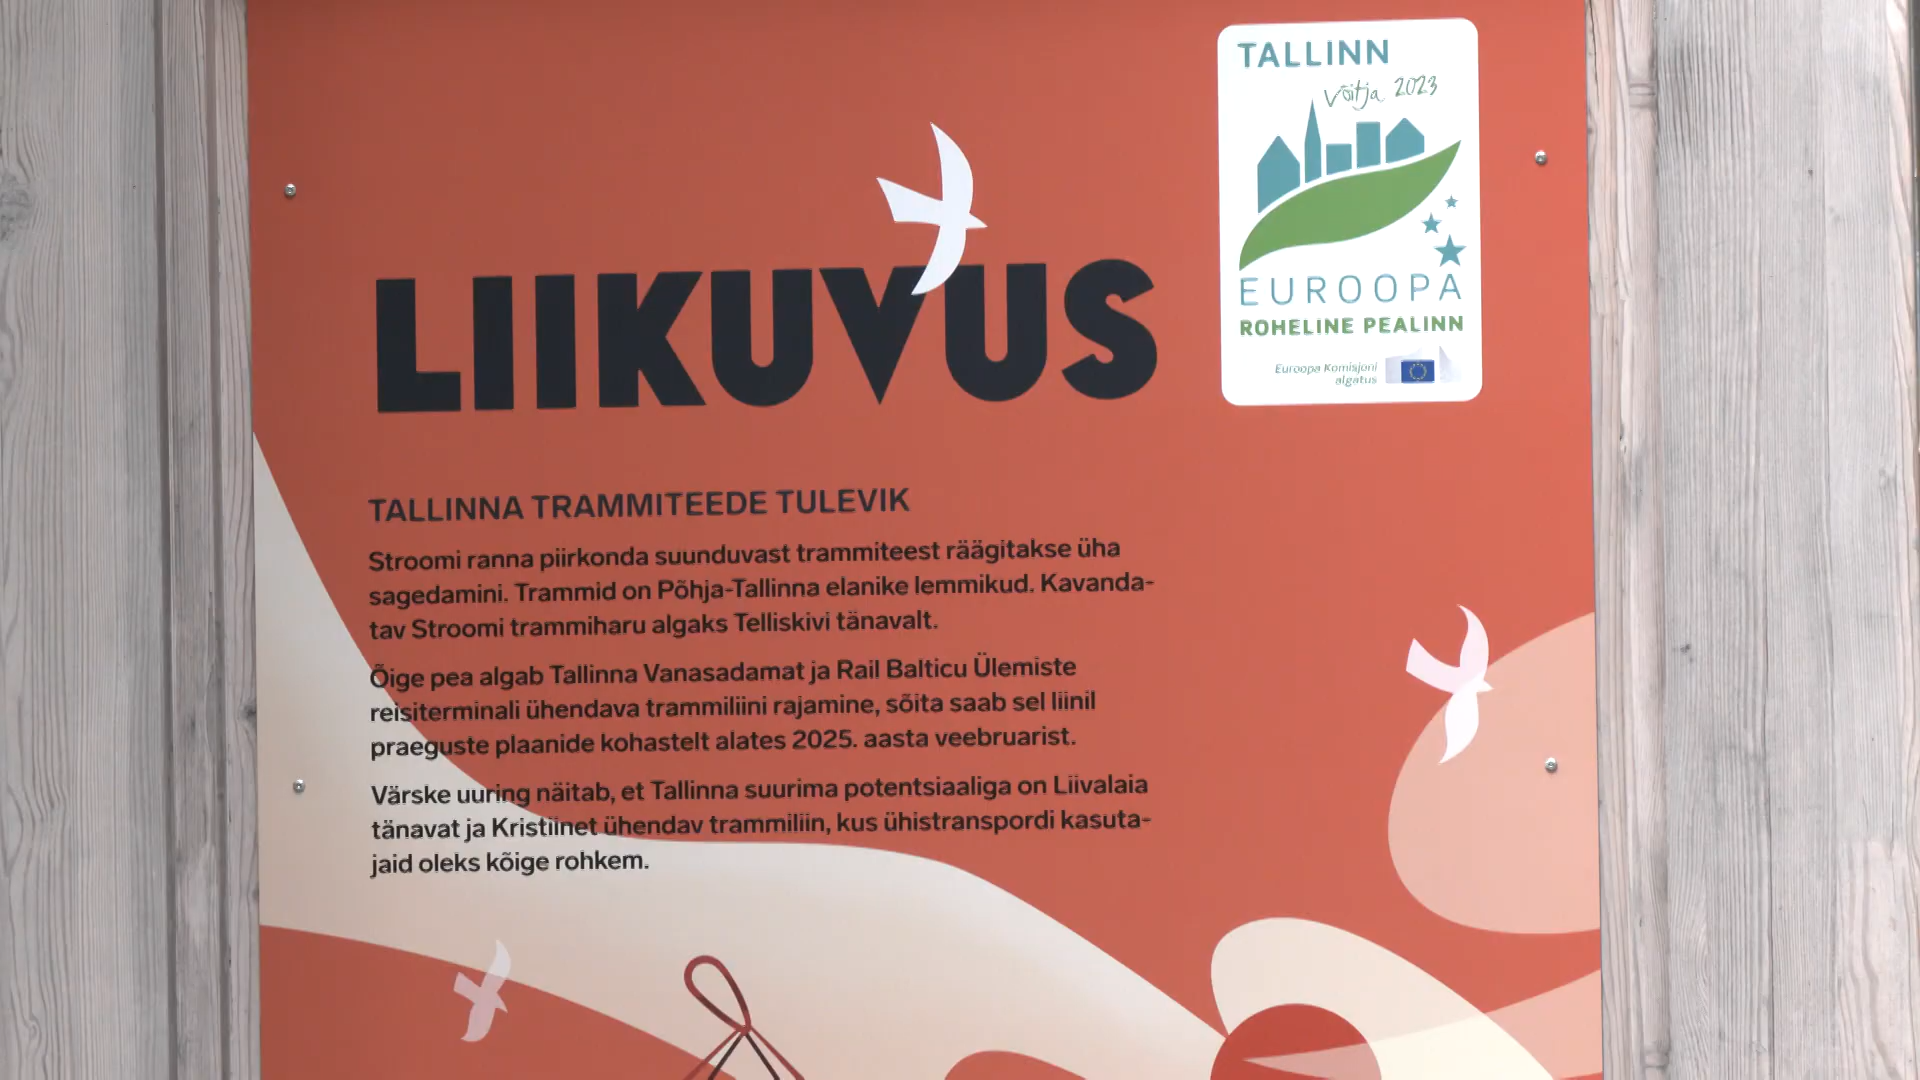 TALLINN
Võitja 2023
EUROOPA
ROHELINE PEALINN
Euroopa Komisjoni
algatus
LIIKUVUS
TALLINNA TRAMMITEEDE TULEVIK
Stroomi ranna piirkonda suunduvast trammiteest räägitakse üha
sagedamini. Trammid on Põhja-Tallinna elanike lemmikud. Kavanda-
tav Stroomi trammiharu algaks Telliskivi tänavalt.
Õige pea algab Tallinna Vanasadamat ja Rail Balticu Ülemiste
reisiterminali ühendava trammiliini rajamine, sõita saab sel liinil
praeguste plaanide kohastelt alates 2025. aasta veebruarist.
Värske uuring näitab, et Tallinna suurima potentsiaaliga on Liivalaia
tänavat ja Kristiinet ühendav trammiliin, kus ühistranspordi kasuta-
jaid oleks kõige rohkem.